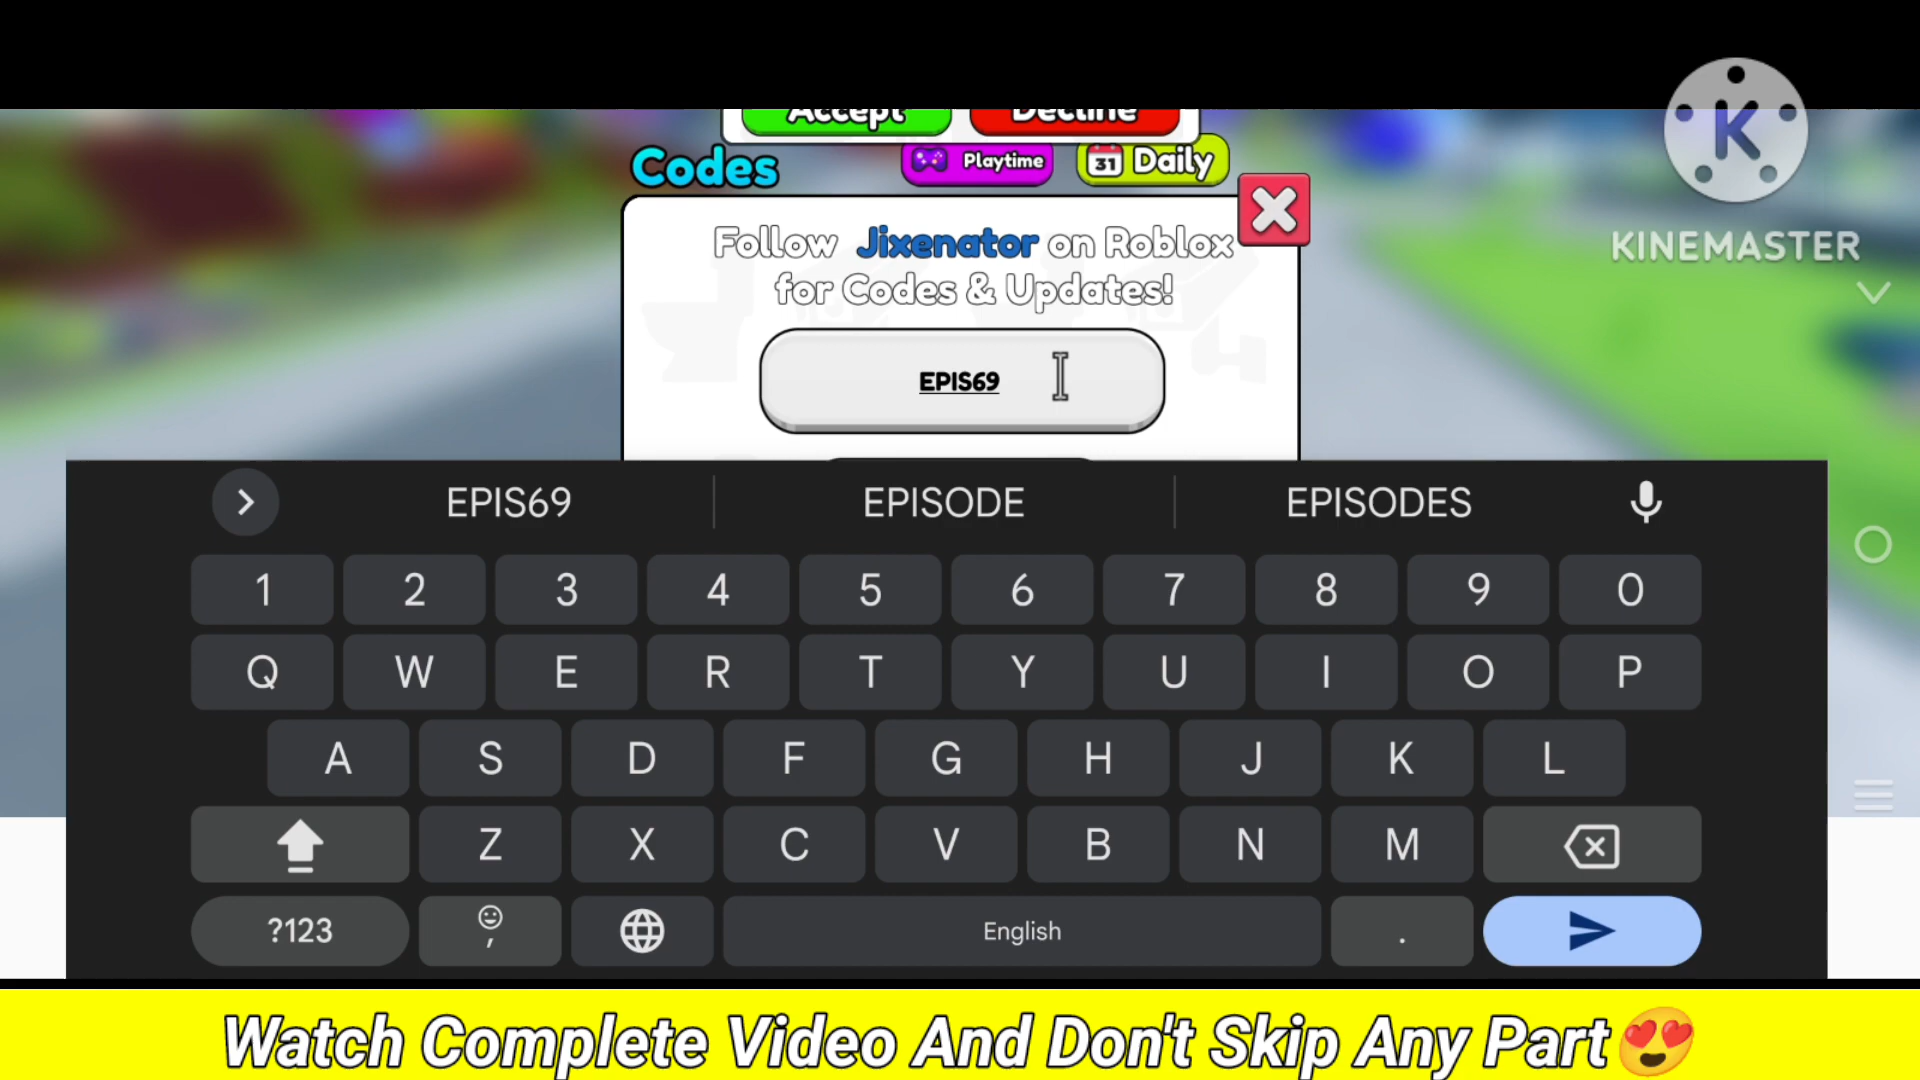 Accept Decline
Codes Playtime 31 Daily
K
KINEMASTER
Follow Jixenator on Roblox
for Codes & Updates!
EPIS69
EPIS69 EPISODE EPISODES
1 2 3 4 5 6 7 8 9 0
Q W E R T Y U I O P
A S D F G H J K L
Z X C V B N M
?123 , English .
Watch Complete Video And Don't Skip Any Part😍